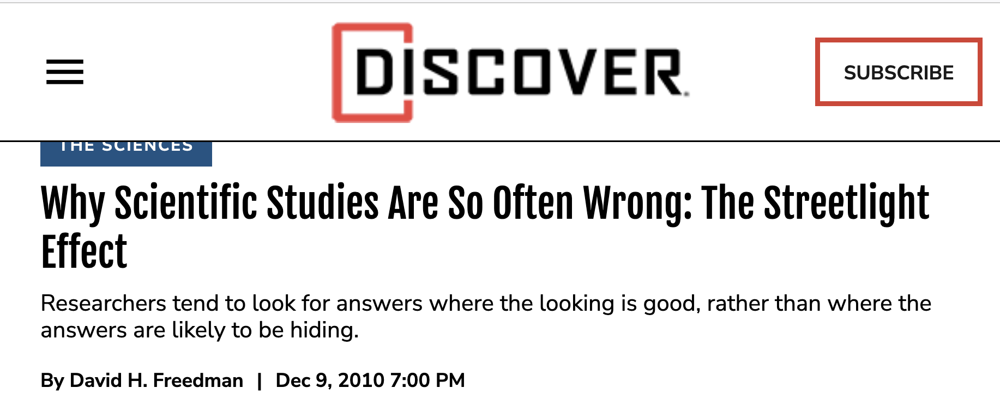 DISCOVER.
SUBSCRIBE
THE SCIENCES
Why Scientific Studies Are So Often Wrong: The Streetlight
Effect
Researchers tend to look for answers where the looking is good, rather than where the
answers are likely to be hiding.
By David H. Freedman | Dec 9, 2010 7:00 PM